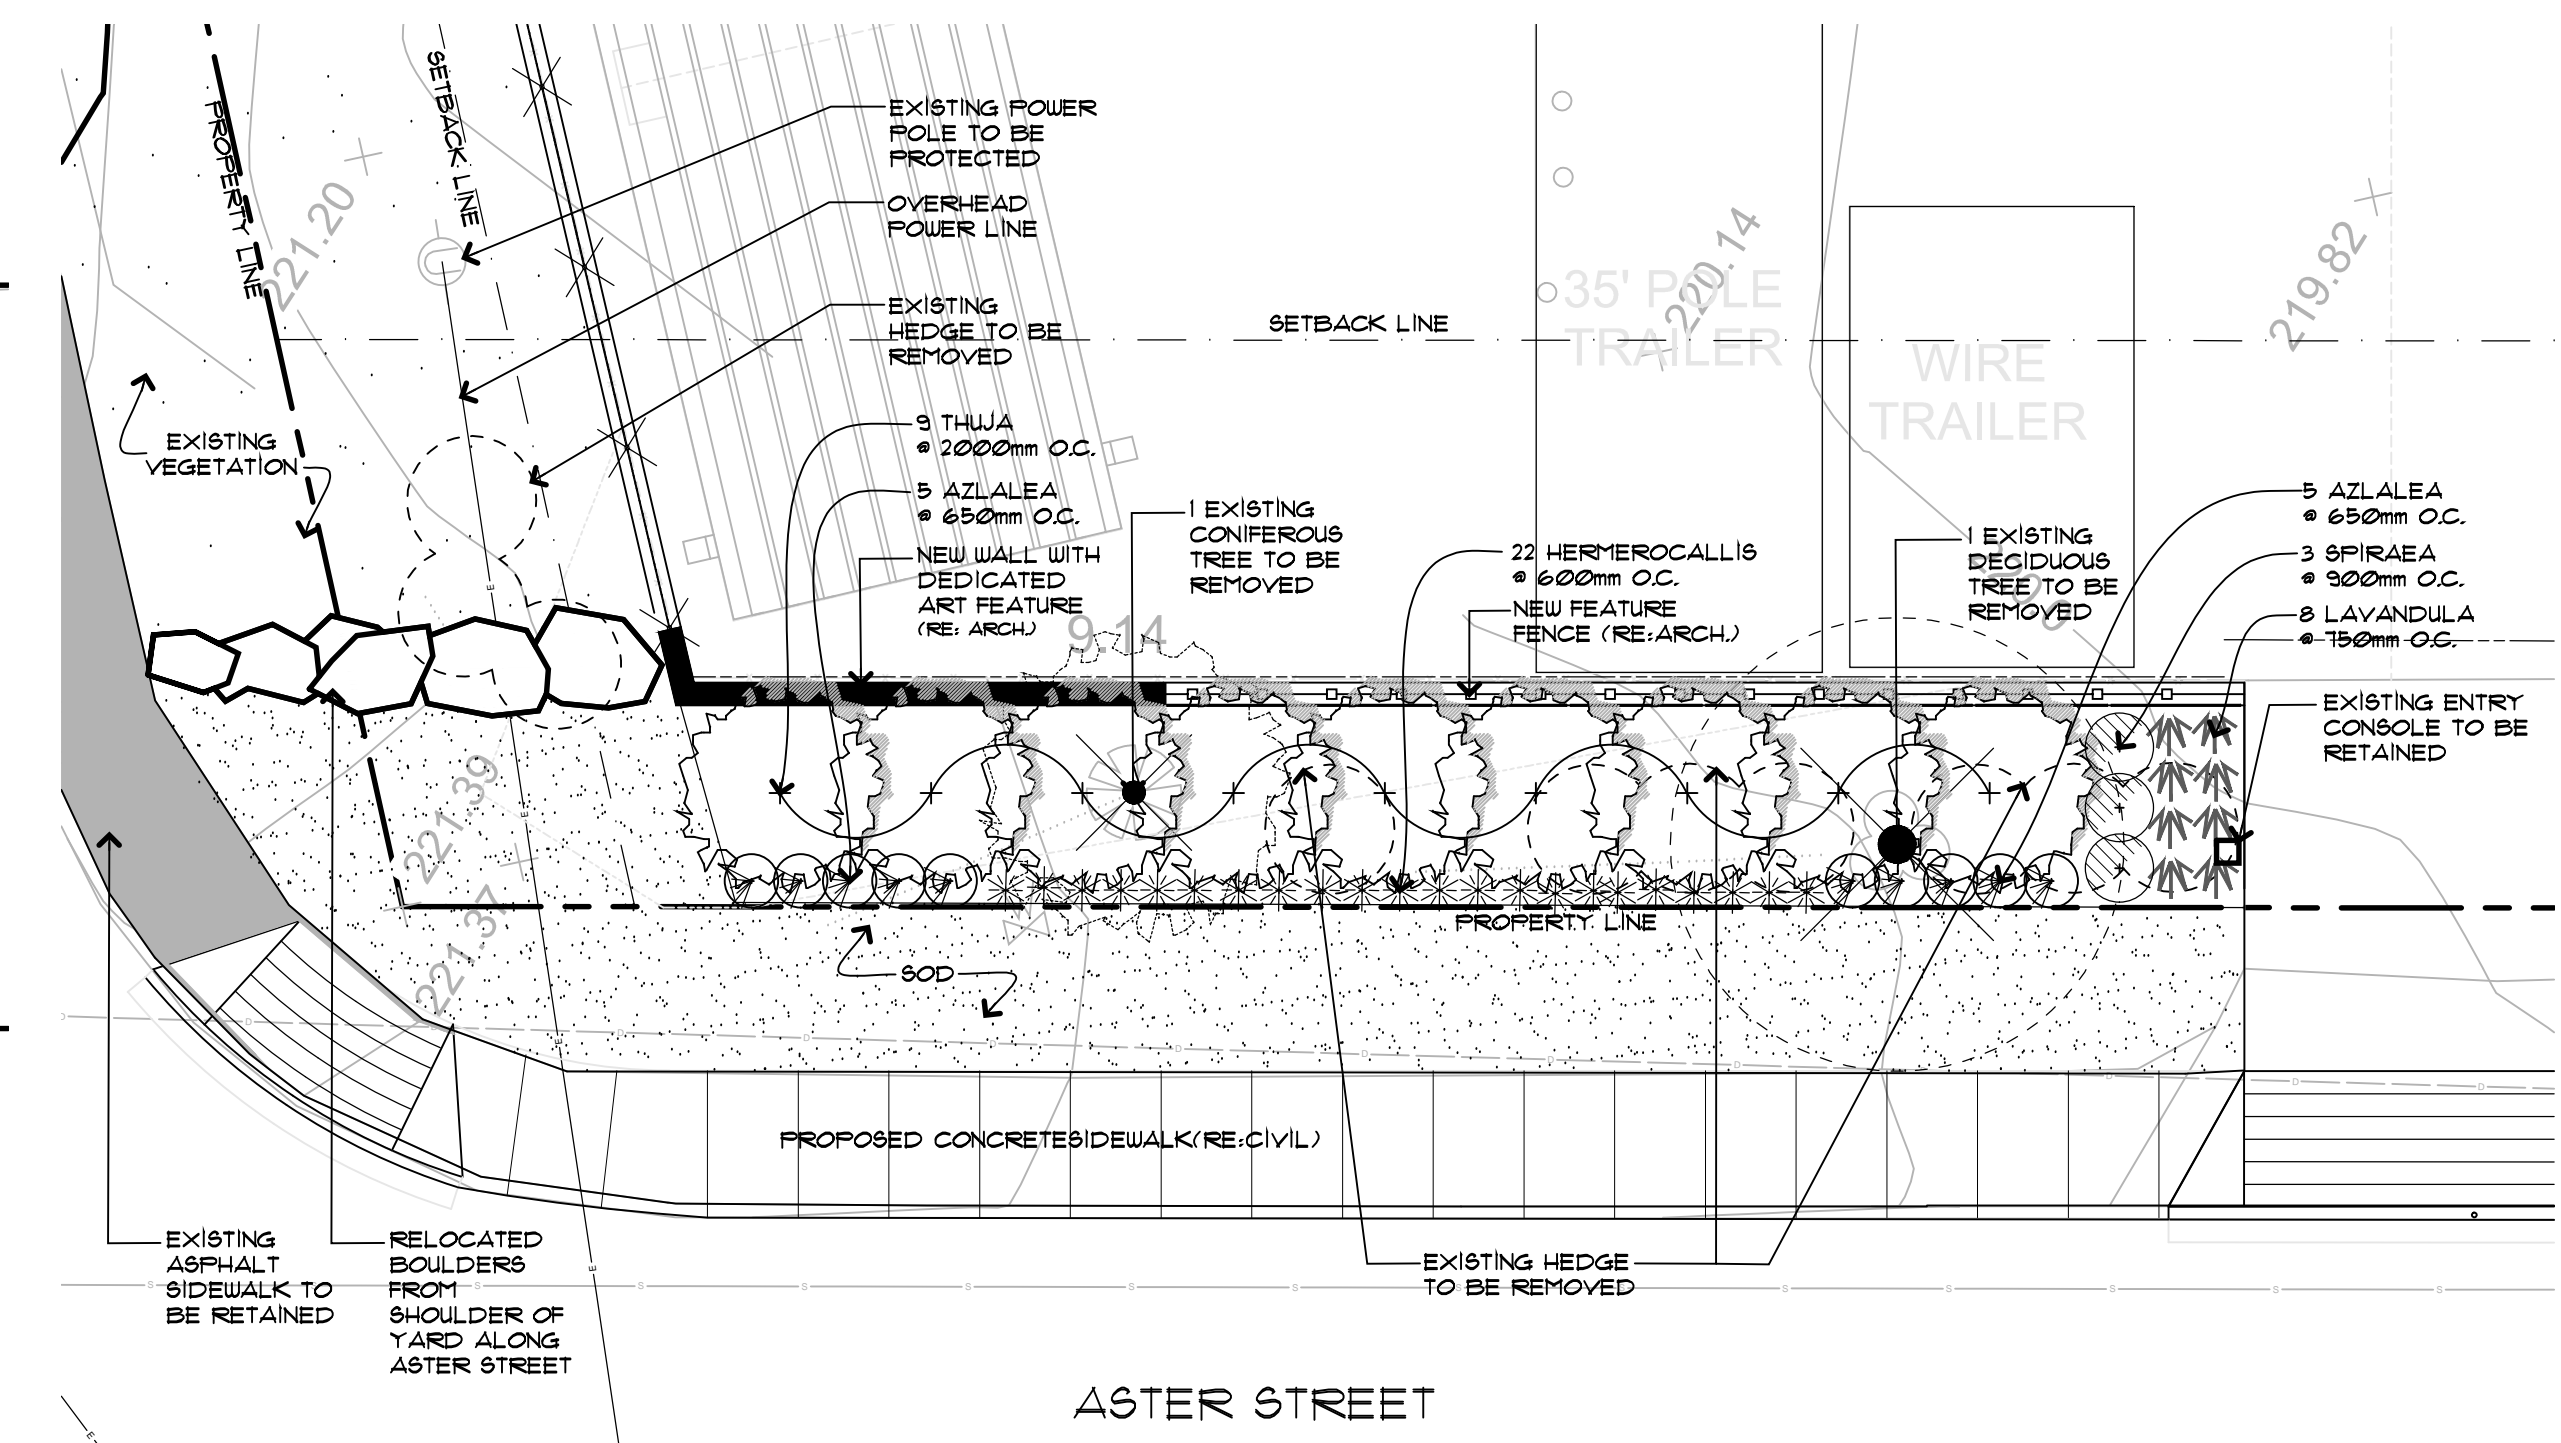 SETBACK LINE
PROPERTY LINE
221.20
EXISTING POWER
POLE TO BE
PROTECTED
OVERHEAD
POWER LINE
EXISTING
HEDGE TO BE
REMOVED
SETBACK LINE
35' POLE
TRAILER
220.14
WIRE
TRAILER
219.82
EXISTING
VEGETATION
9 THUJA
@ 2000mm O.C.
5 AZLALEA
@ 650mm O.C.
NEW WALL WITH
DEDICATED
ART FEATURE
(RE: ARCH.)
1 EXISTING
CONIFEROUS
TREE TO BE
REMOVED
9.14
22 HERMEROCALLIS
@ 600mm O.C.
NEW FEATURE
FENCE (RE:ARCH.)
1 EXISTING
DECIDUOUS
TREE TO BE
REMOVED
5 AZLALEA
@ 650mm O.C.
3 SPIRAEA
@ 900mm O.C.
8 LAVANDULA
@ 750mm O.C.
EXISTING ENTRY
CONSOLE TO BE
RETAINED
221.39
221.37
PROPERTY LINE
SOD
PROPOSED CONCRETESIDEWALK(RE:CIVIL)
EXISTING
ASPHALT
SIDEWALK TO
BE RETAINED
RELOCATED
BOULDERS
FROM
SHOULDER OF
YARD ALONG
ASTER STREET
EXISTING HEDGE
TO BE REMOVED
ASTER STREET